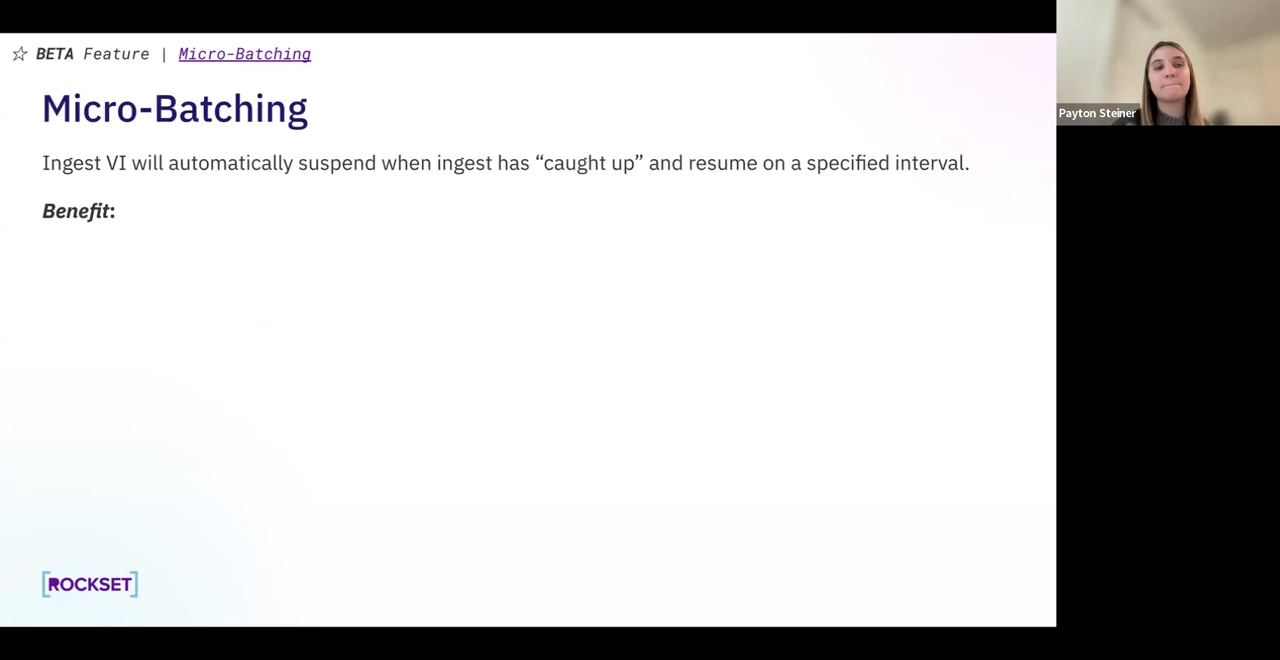 ☆ BETA Feature | Micro-Batching
Micro-Batching
Ingest VI will automatically suspend when ingest has “caught up” and resume on a specified interval.
Benefit:
[ROCKSET]
Payton Steiner